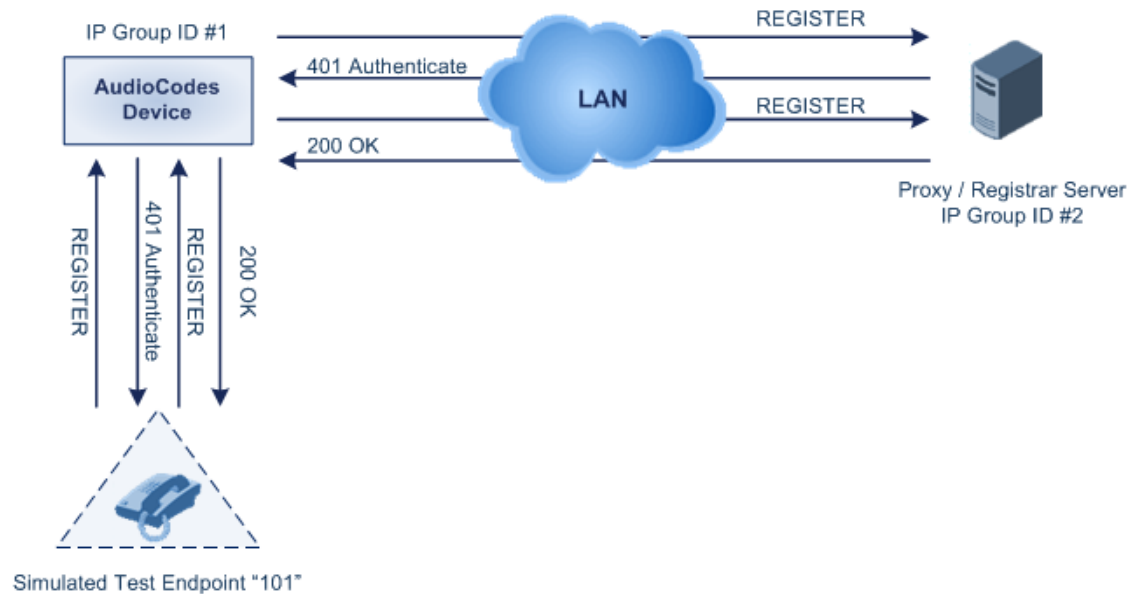 IP Group ID #1
REGISTER
AudioCodes
Device
401 Authenticate
LAN
REGISTER
200 OK
Proxy / Registrar Server
IP Group ID #2
REGISTER
401 Authenticate
REGISTER
200 OK
Simulated Test Endpoint "101"